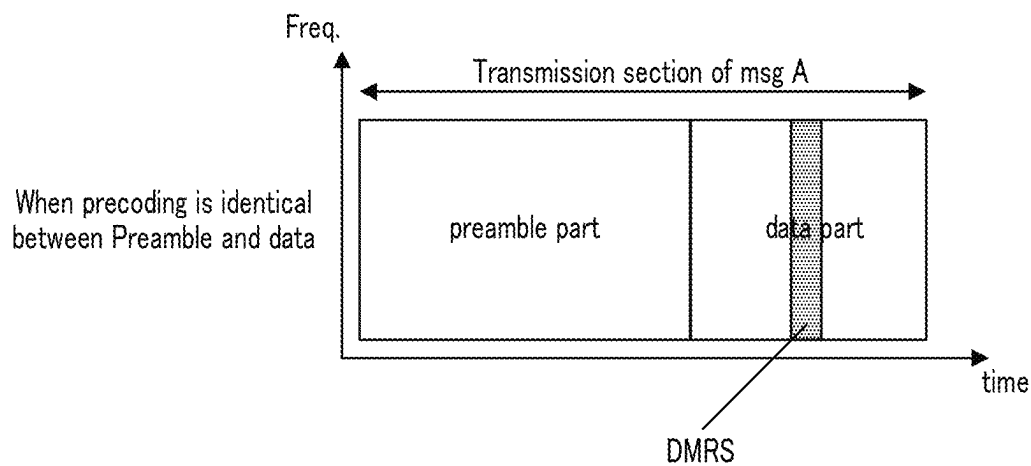 Freq.
Transmission section of msg A
When precoding is identical
between Preamble and data
preamble part
data part
time
DMRS